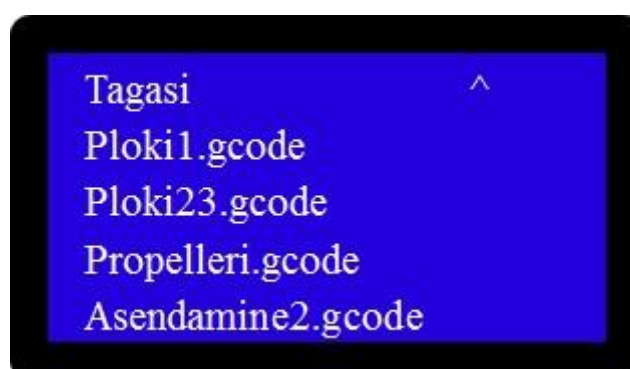 Tagasi ^
Ploki1.gcode
Ploki23.gcode
Propelleri.gcode
Asendamine2.gcode